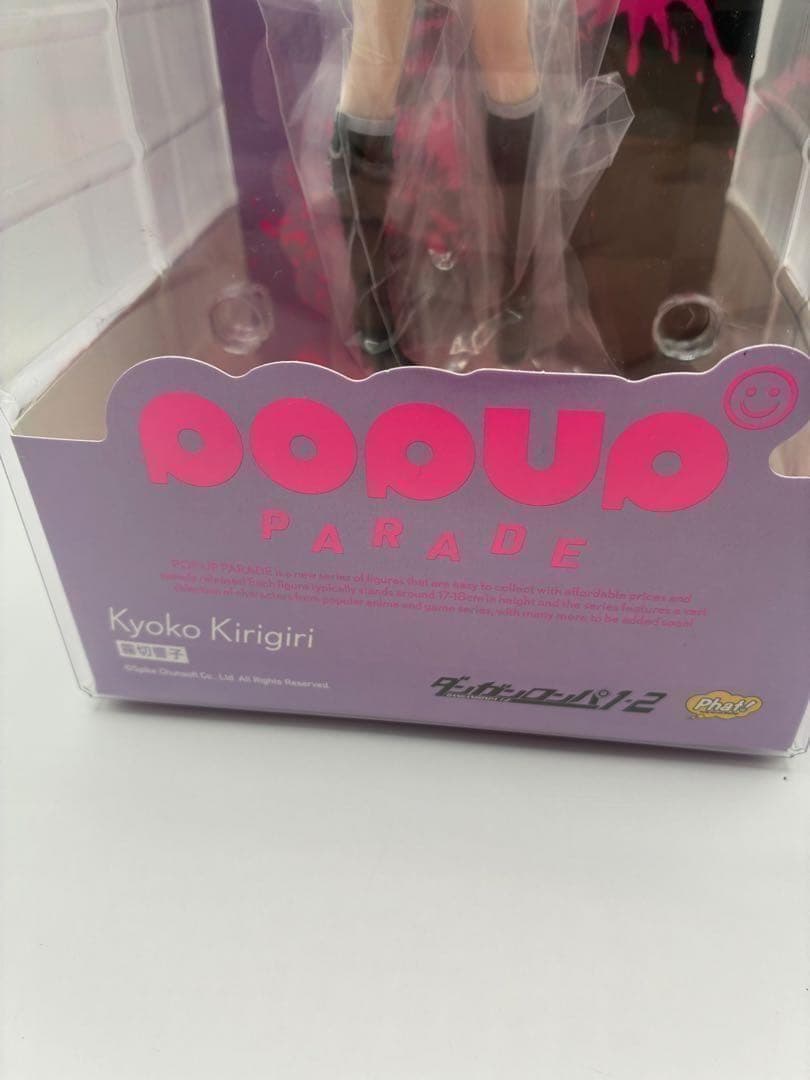 POPUP
PARADE
POP UP PARADE is a new series of figures that are easy to collect with affordable prices and
speedy releases! Each figure typically stands around 17-18cm in height and the series features a vast
selection of characters from popular anime and game series, with many more to be added soon!
Kyoko Kirigiri
霧切響子
©Spike Chunsoft Co., Ltd. All Rights Reserved.
ダンガンロンパ1・2
Phat!